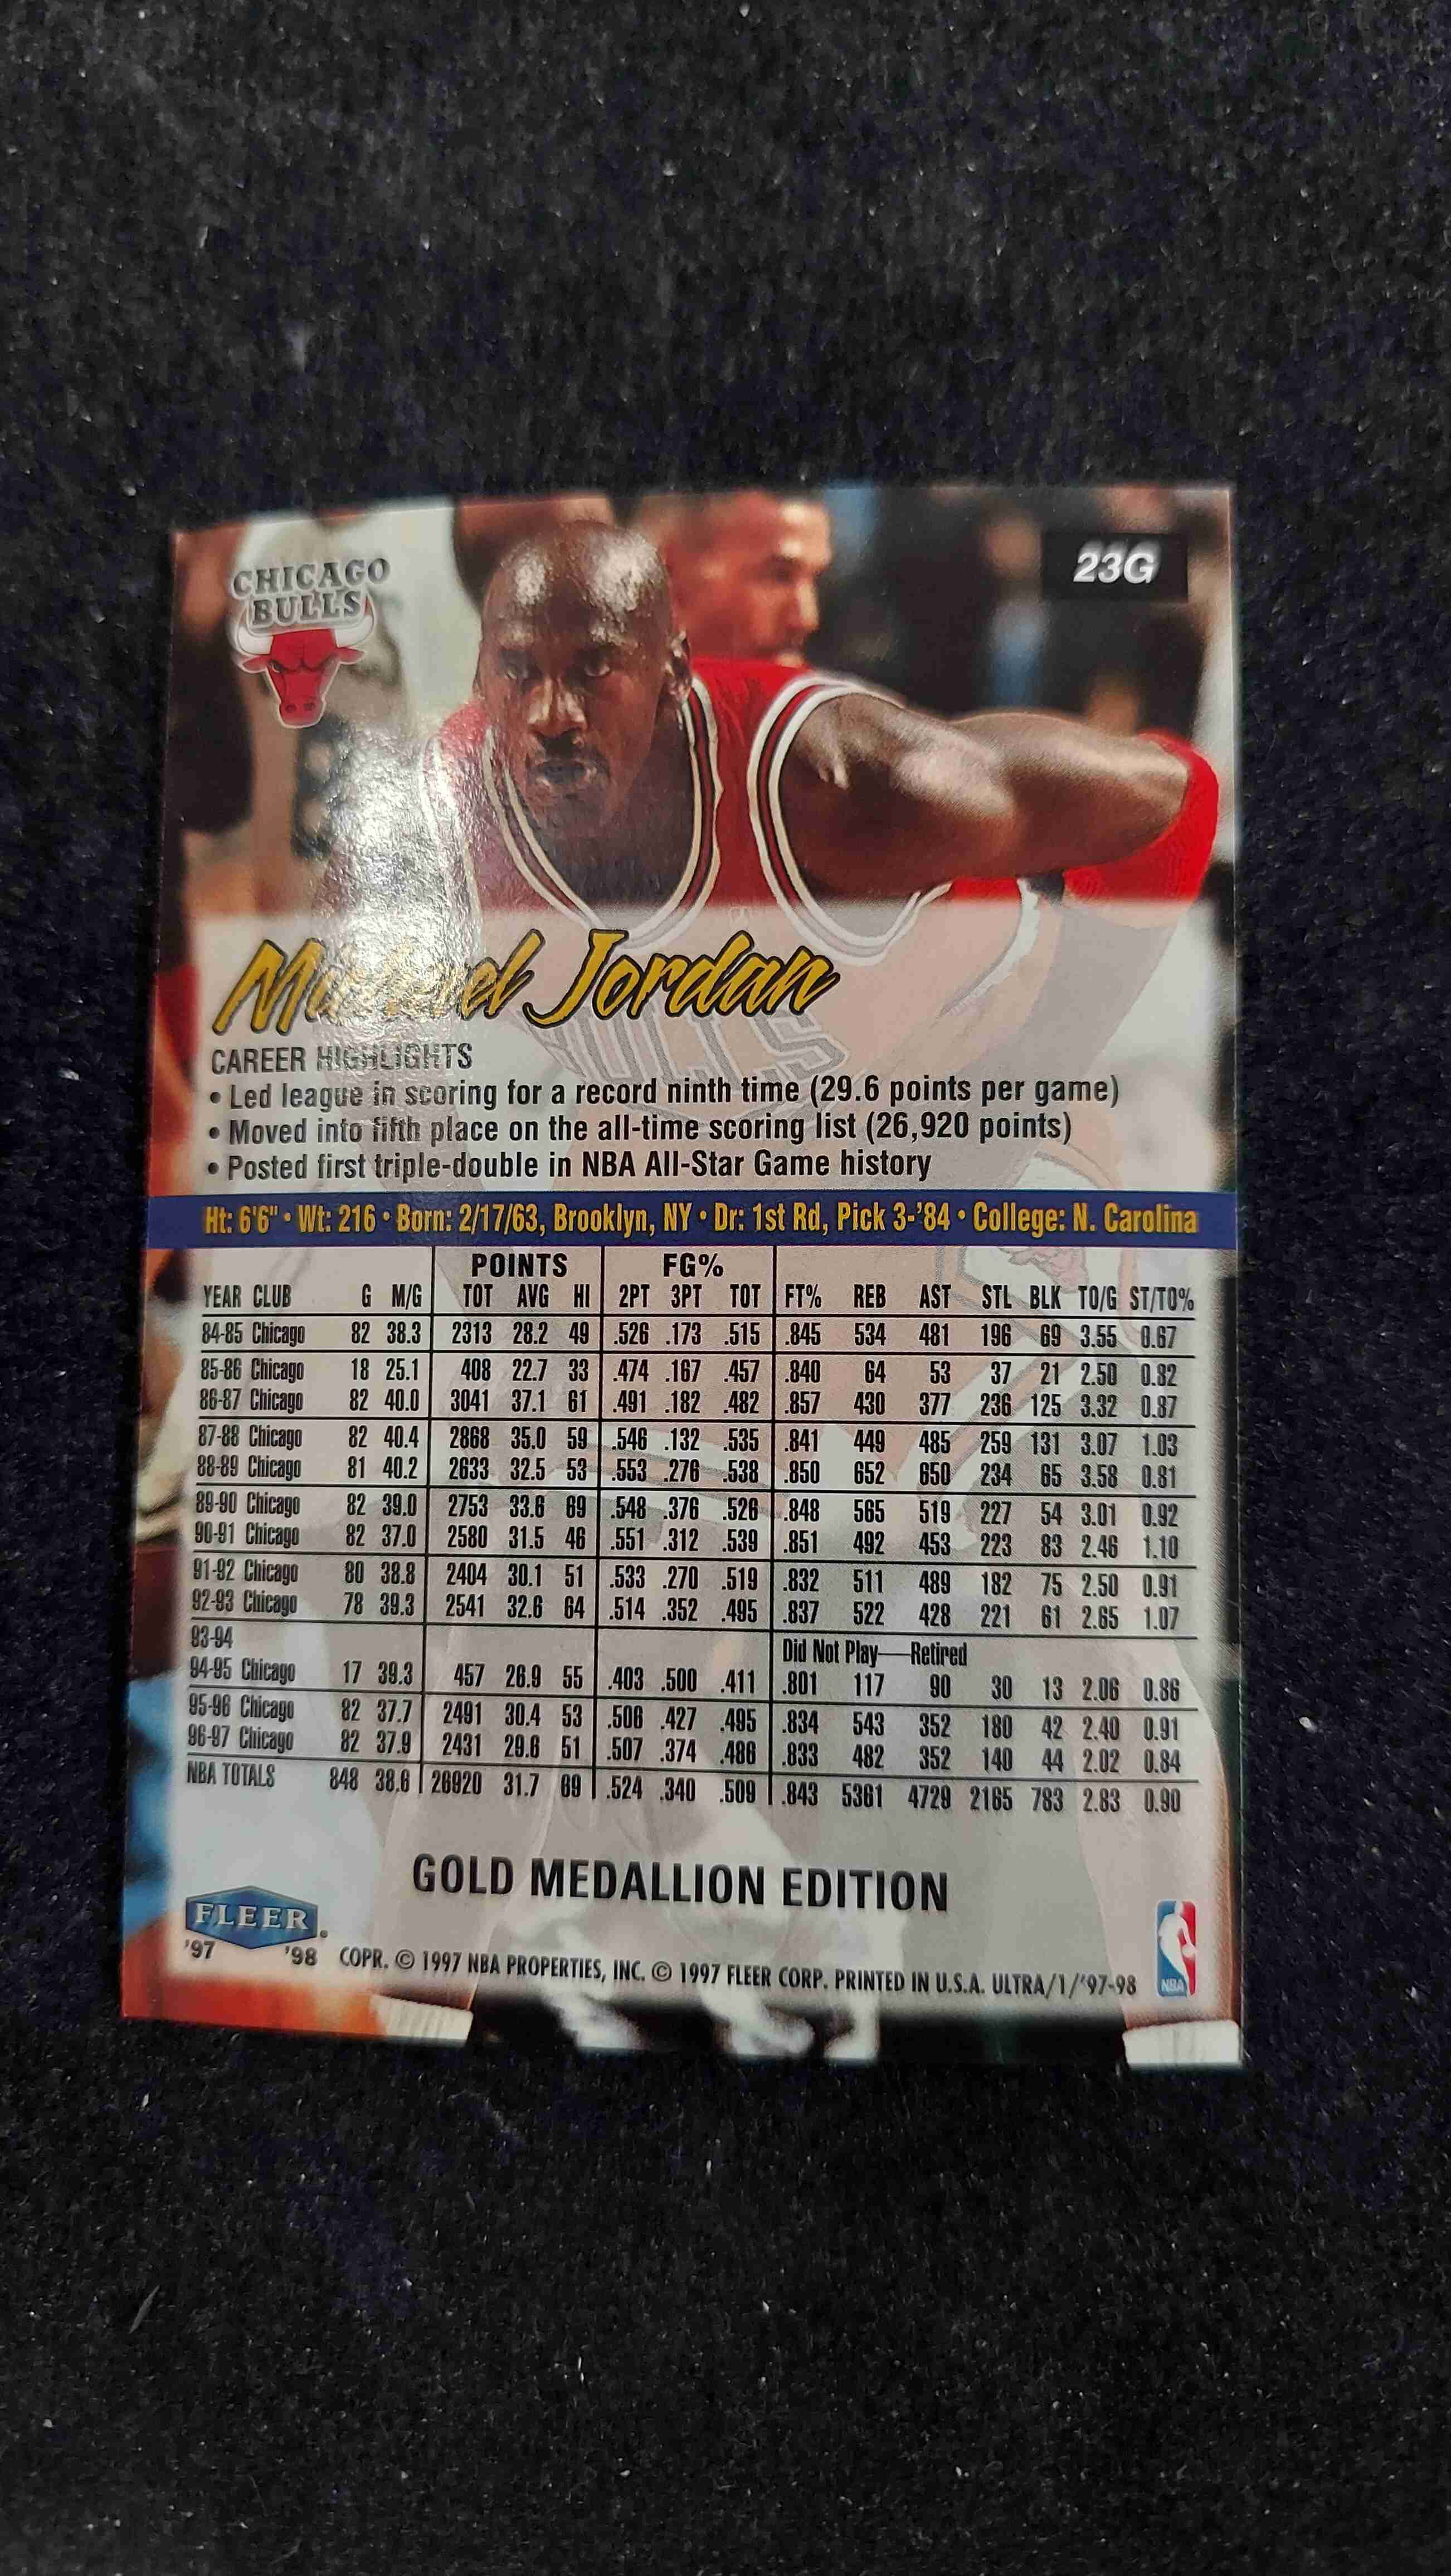 CHICAGO
BULLS
23G
Michael Jordan
CAREER HIGHLIGHTS
• Led league in scoring for a record ninth time (29.6 points per game)
• Moved into fifth place on the all-time scoring list (26,920 points)
• Posted first triple-double in NBA All-Star Game history
Ht: 6'6" • Wt: 216 • Born: 2/17/63, Brooklyn, NY • Dr: 1st Rd, Pick 3-'84 • College: N. Carolina
POINTS FG%
YEAR CLUB G M/G TOT AVG HI 2PT 3PT TOT FT% REB AST STL BLK TO/G ST/TO%
84-85 Chicago 82 38.3 2313 28.2 49 .526 .173 .515 .845 534 481 196 69 3.55 0.67
85-86 Chicago 18 25.1 408 22.7 33 .474 .167 .457 .840 64 53 37 21 2.50 0.82
86-87 Chicago 82 40.0 3041 37.1 61 .491 .182 .482 .857 430 377 236 125 3.32 0.87
87-88 Chicago 82 40.4 2868 35.0 59 .546 .132 .535 .841 449 485 259 131 3.07 1.03
88-89 Chicago 81 40.2 2633 32.5 53 .553 .276 .538 .850 652 650 234 65 3.58 0.81
89-90 Chicago 82 39.0 2753 33.6 69 .548 .376 .526 .848 565 519 227 54 3.01 0.92
90-91 Chicago 82 37.0 2580 31.5 46 .551 .312 .539 .851 492 453 223 83 2.46 1.10
91-92 Chicago 80 38.8 2404 30.1 51 .533 .270 .519 .832 511 489 182 75 2.50 0.91
92-93 Chicago 78 39.3 2541 32.6 64 .514 .352 .495 .837 522 428 221 61 2.65 1.07
93-94 Did Not Play—Retired
94-95 Chicago 17 39.3 457 26.9 55 .403 .500 .411 .801 117 90 30 13 2.06 0.86
95-96 Chicago 82 37.7 2491 30.4 53 .506 .427 .495 .834 543 352 180 42 2.40 0.91
96-97 Chicago 82 37.9 2431 29.6 51 .507 .374 .486 .833 482 352 140 44 2.02 0.84
NBA TOTALS 848 38.6 26920 31.7 69 .524 .340 .509 .843 5361 4729 2165 783 2.83 0.90
GOLD MEDALLION EDITION
FLEER
'97 '98 COPR. © 1997 NBA PROPERTIES, INC. © 1997 FLEER CORP. PRINTED IN U.S.A. ULTRA/1/'97-98
NBA